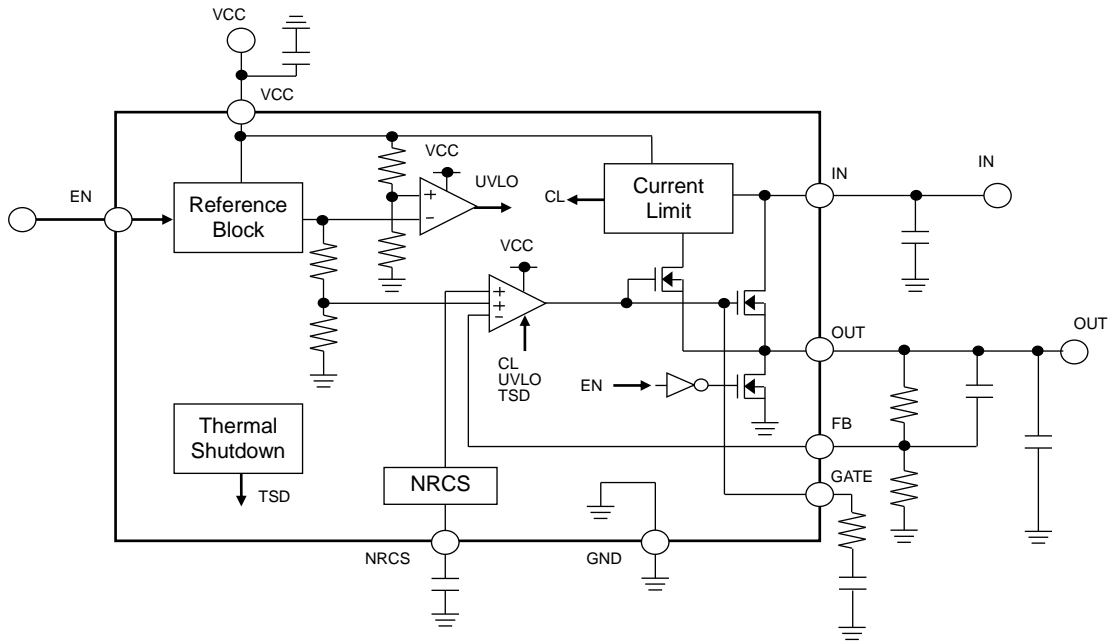 VCC
VCC
EN
Reference
Block
VCC
UVLO
+
−
CL
Current
Limit
IN
IN
VCC
+
+
−
CL
UVLO
TSD
EN
OUT
OUT
FB
GATE
Thermal
Shutdown
TSD
NRCS
NRCS
GND